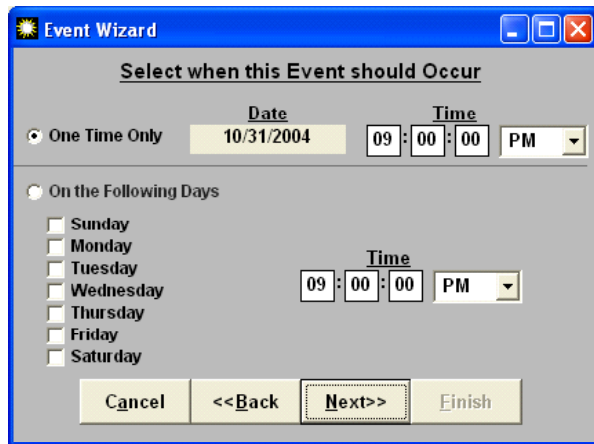 Event Wizard
Select when this Event should Occur
Date Time
One Time Only 10/31/2004 09 : 00 : 00 PM
On the Following Days
Sunday
Monday
Tuesday
Wednesday
Thursday
Friday
Saturday
Time
09 : 00 : 00 PM
Cancel <<Back Next>> Finish